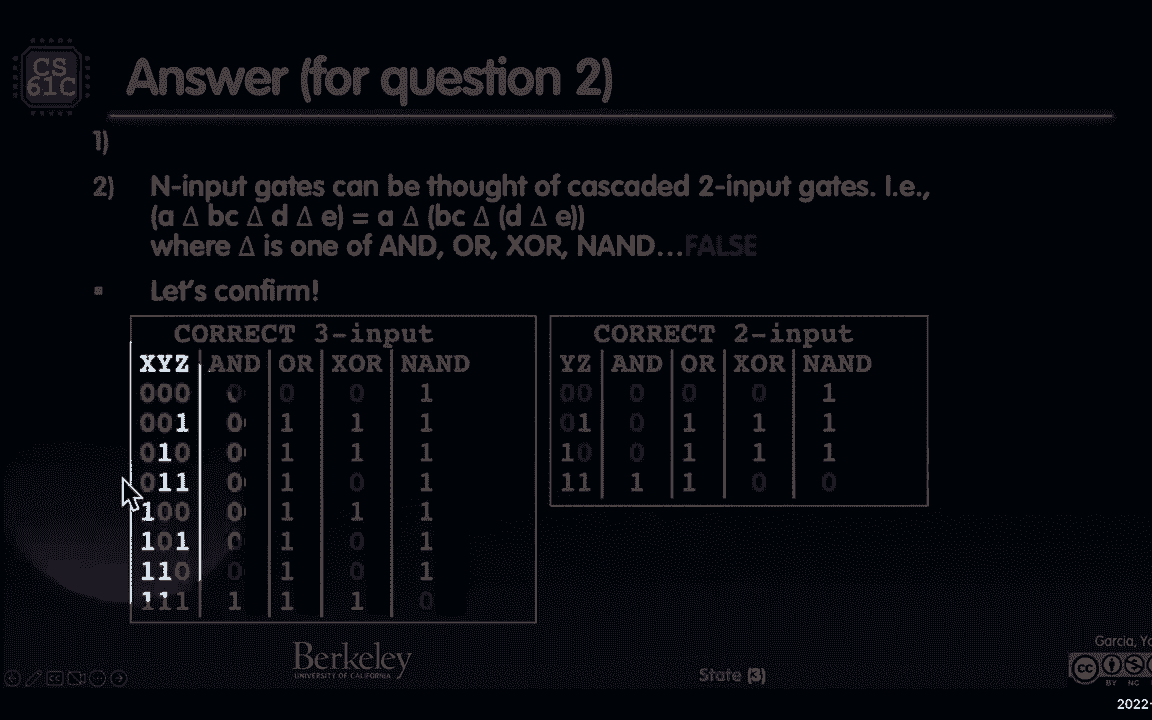 CS
61C
Answer (for question 2)
1)
2) N-input gates can be thought of cascaded 2-input gates. I.e.,
(a Δ bc Δ d Δ e) = a Δ (bc Δ (d Δ e))
where Δ is one of AND, OR, XOR, NAND…FALSE
▪ Let's confirm!
CORRECT 3-input
XYZ AND OR XOR NAND
000 0 0 0 1
001 0 1 1 1
010 0 1 1 1
011 0 1 0 1
100 0 1 1 1
101 0 1 0 1
110 0 1 0 1
111 1 1 1 0
CORRECT 2-input
YZ AND OR XOR NAND
00 0 0 0 1
01 0 1 1 1
10 0 1 1 1
11 1 1 0 0
Berkeley
UNIVERSITY OF CALIFORNIA
State (3)
Garcia, Yo
cc
BY NC
2022-